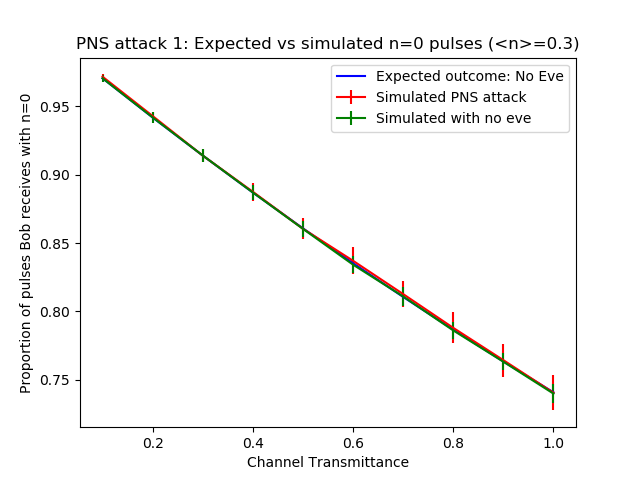 PNS attack 1: Expected vs simulated n=0 pulses (<n>=0.3)
Expected outcome: No Eve
Simulated PNS attack
Simulated with no eve
Proportion of pulses Bob receives with n=0
0.95
0.90
0.85
0.80
0.75
0.2 0.4 0.6 0.8 1.0
Channel Transmittance